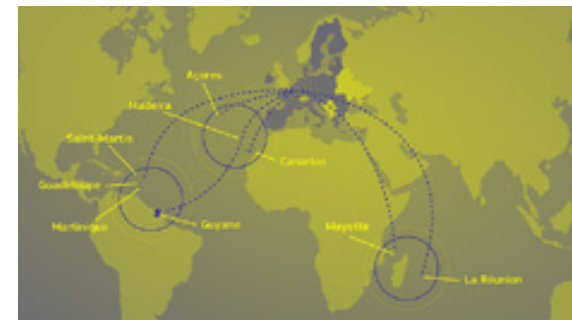 Açores
Madeira
Saint-Martin
Canarias
Guadeloupe
Martinique
Guyane
Mayotte
La Réunion